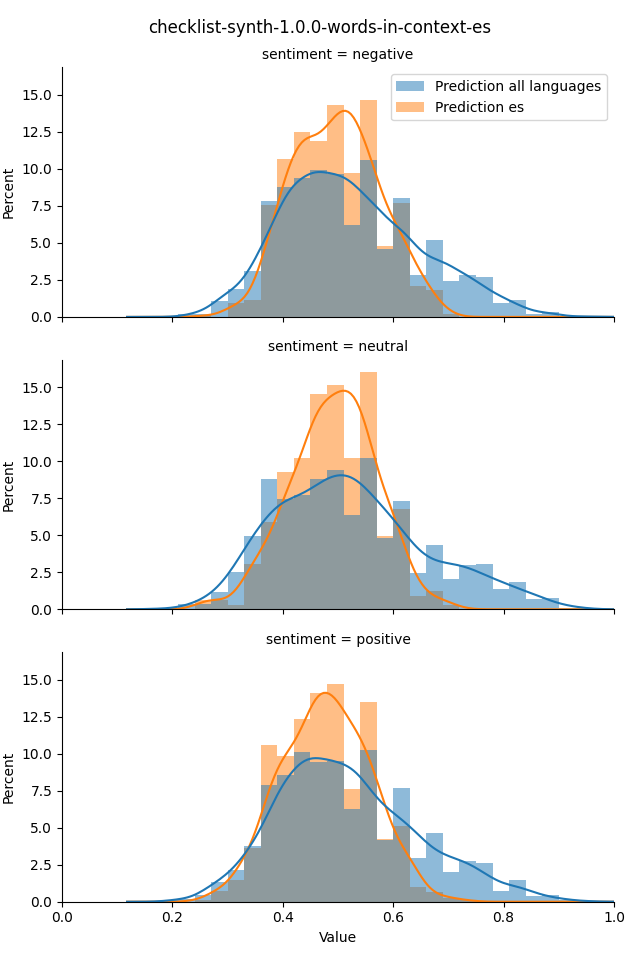 checklist-synth-1.0.0-words-in-context-es
sentiment = negative
Prediction all languages
Prediction es
15.0
12.5
10.0
7.5
5.0
2.5
0.0
Percent
sentiment = neutral
15.0
12.5
10.0
7.5
5.0
2.5
0.0
Percent
sentiment = positive
15.0
12.5
10.0
7.5
5.0
2.5
0.0
Percent
0.0 0.2 0.4 0.6 0.8 1.0
Value